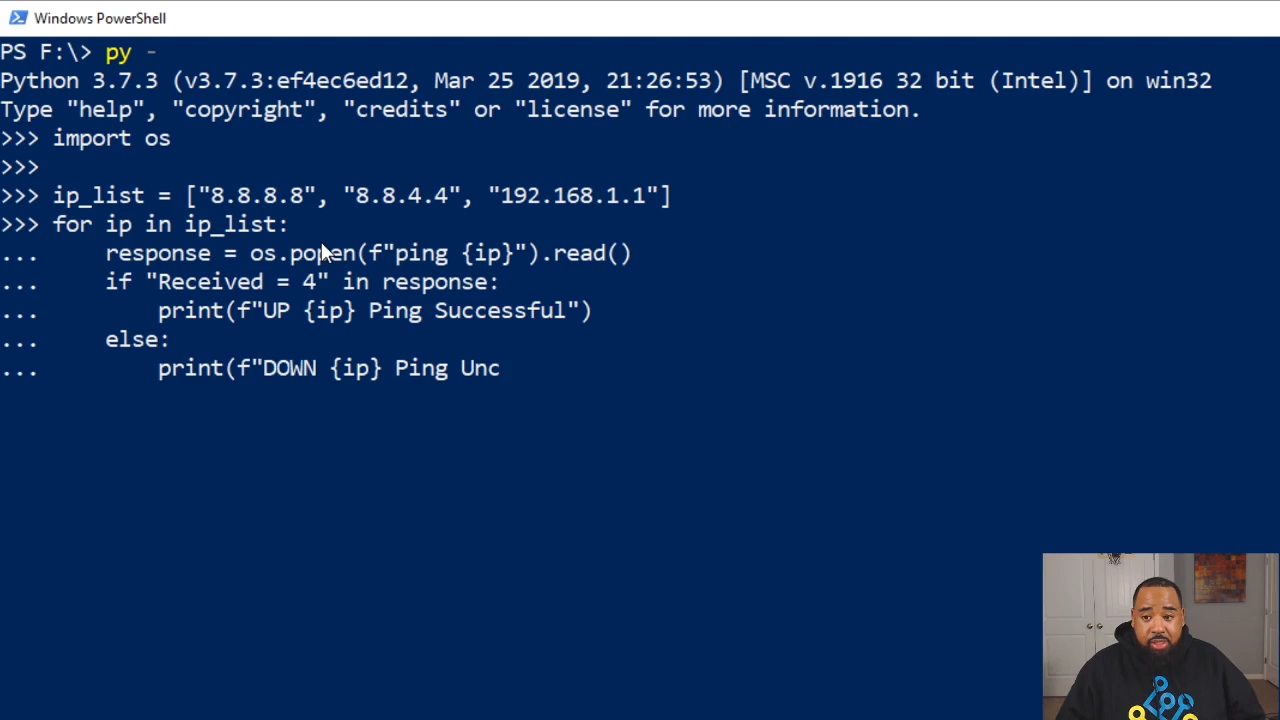 Windows PowerShell
PS F:\> py -
Python 3.7.3 (v3.7.3:ef4ec6ed12, Mar 25 2019, 21:26:53) [MSC v.1916 32 bit (Intel)] on win32
Type "help", "copyright", "credits" or "license" for more information.
>>> import os
>>>
>>> ip_list = ["8.8.8.8", "8.8.4.4", "192.168.1.1"]
>>> for ip in ip_list:
...     response = os.popen(f"ping {ip}").read()
...     if "Received = 4" in response:
...         print(f"UP {ip} Ping Successful")
...     else:
...         print(f"DOWN {ip} Ping Unc